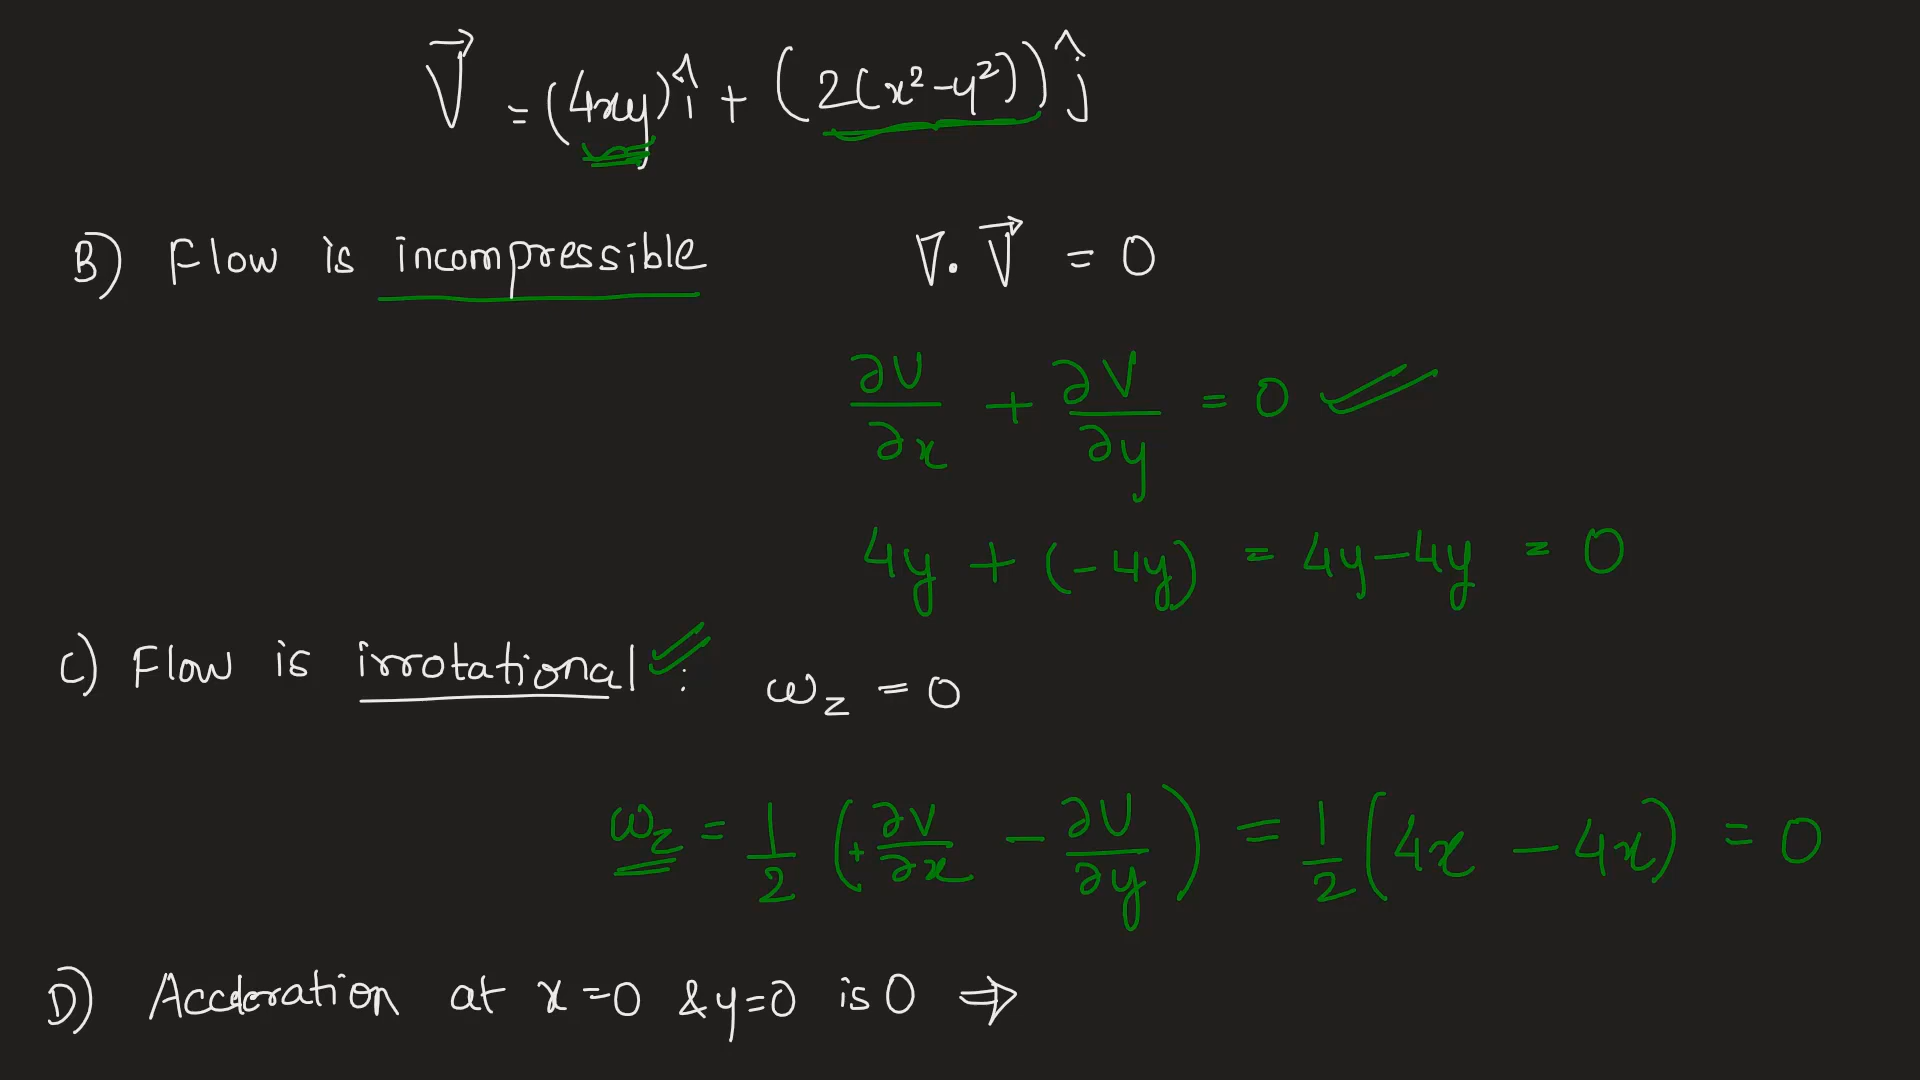 V⃗ = (4xy)î + (2(x²-y²))ĵ
B) Flow is incompressible ∇. V⃗ = 0
∂U/∂x + ∂V/∂y = 0
4y + (-4y) = 4y-4y = 0
C) Flow is irrotational : ω_z = 0
ω_z = 1/2 (+∂V/∂x - ∂U/∂y) = 1/2 (4x - 4x) = 0
D) Acceleration at x=0 & y=0 is 0 ⇒